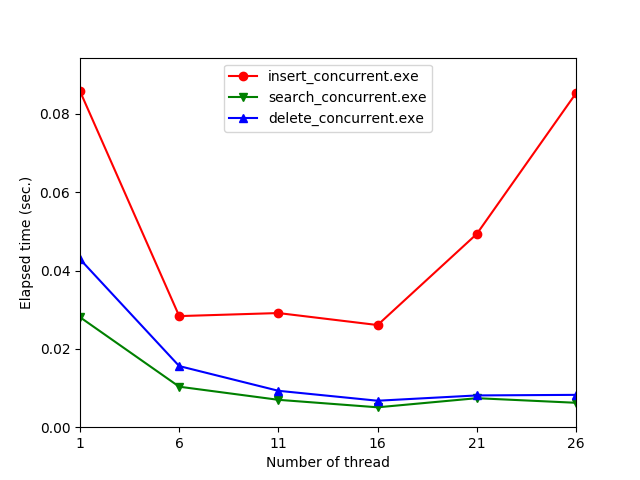 insert_concurrent.exe
search_concurrent.exe
delete_concurrent.exe
0.08
0.06
0.04
0.02
0.00
Elapsed time (sec.)
1 6 11 16 21 26
Number of thread